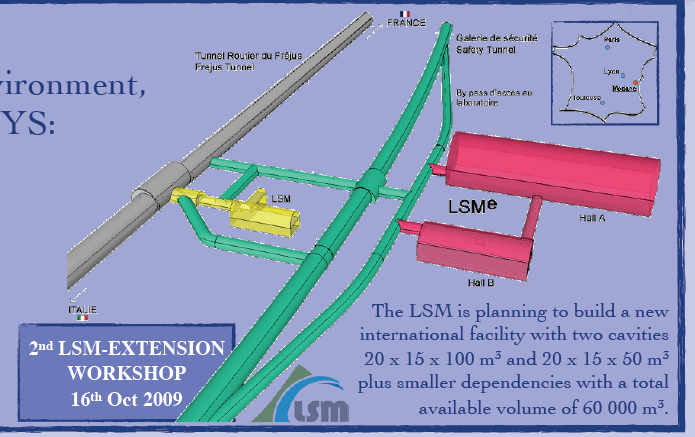 FRANCE
Tunnel Routier du Fréjus
Frejus Tunnel
Galerie de sécurité
Safety Tunnel
Paris
Lyon
Modane
Toulouse
vironment,
YS:
By pass d'acces au
laboratoire
LSM
LSMe
Hall A
Hall B
ITALIE
The LSM is planning to build a new
international facility with two cavities
20 x 15 x 100 m³ and 20 x 15 x 50 m³
plus smaller dependencies with a total
available volume of 60 000 m³.
2nd LSM-EXTENSION
WORKSHOP
16th Oct 2009
LSM